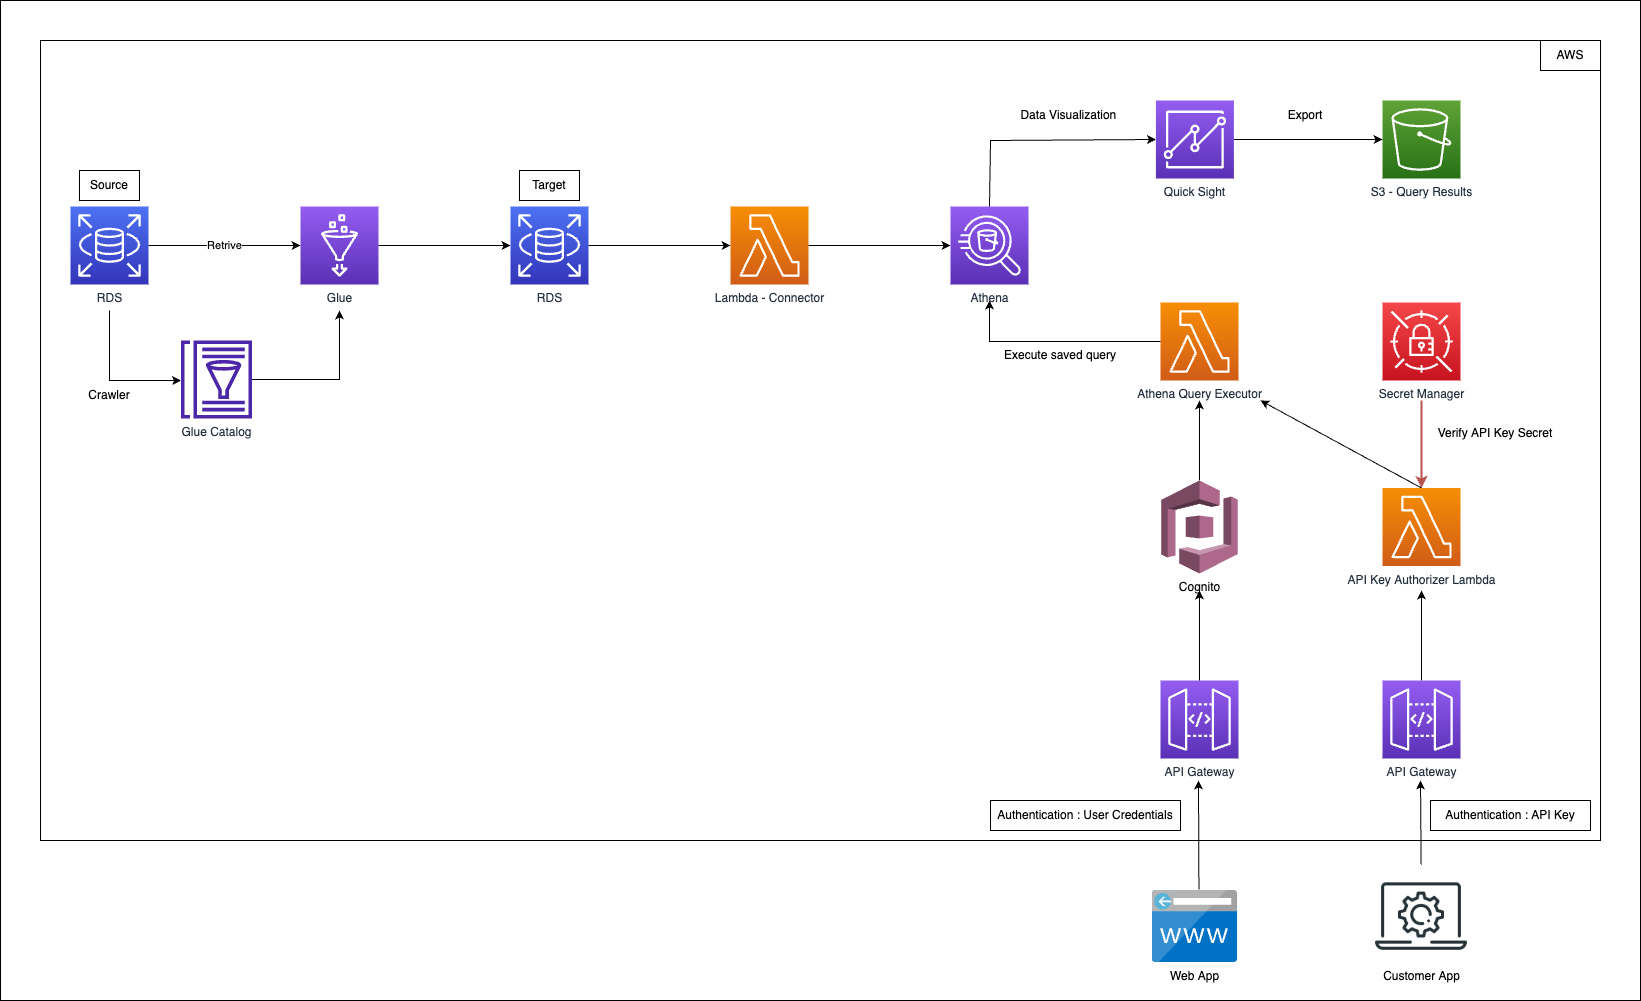 AWS
Data Visualization
Export
Quick Sight
S3 - Query Results
Source
Target
Retrive
RDS
Glue
RDS
Lambda - Connector
Athena
Execute saved query
Crawler
Glue Catalog
Athena Query Executor
Secret Manager
Verify API Key Secret
Cognito
API Key Authorizer Lambda
</>
</>
API Gateway
API Gateway
Authentication : User Credentials
Authentication : API Key
WWW
Web App
Customer App